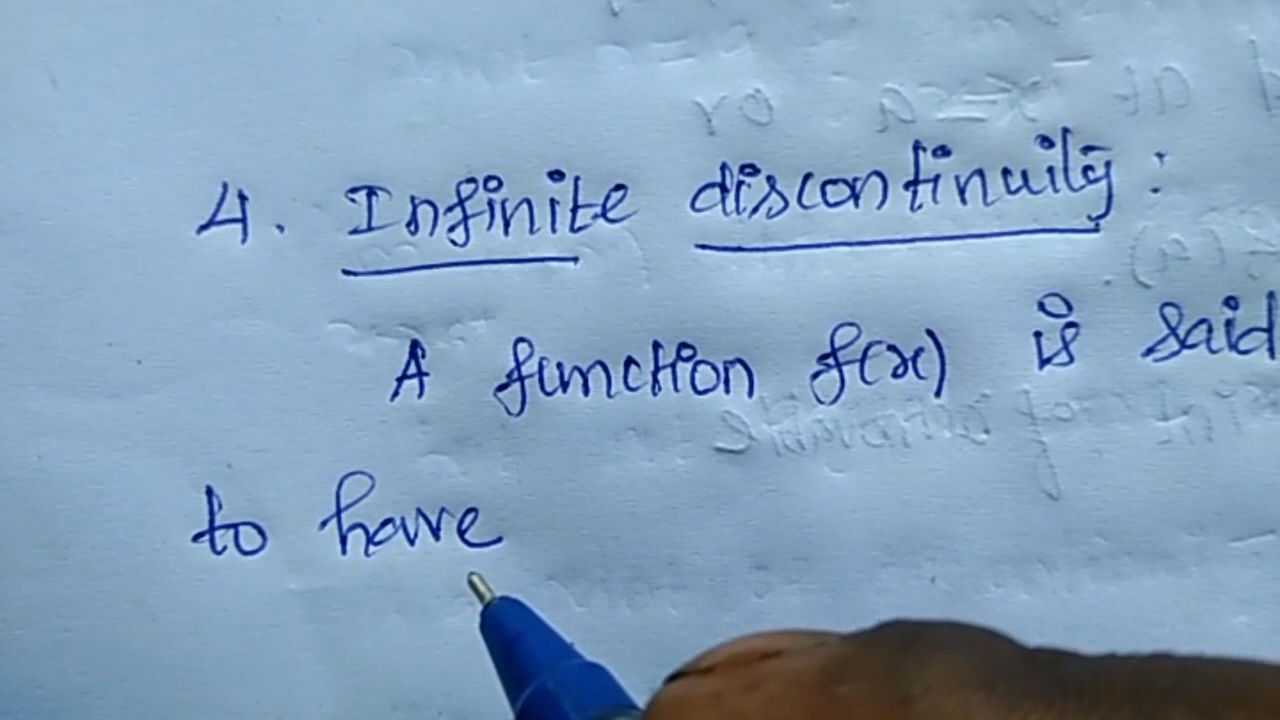 4. Infinite discontinuity:
A function f(x) is said
to have